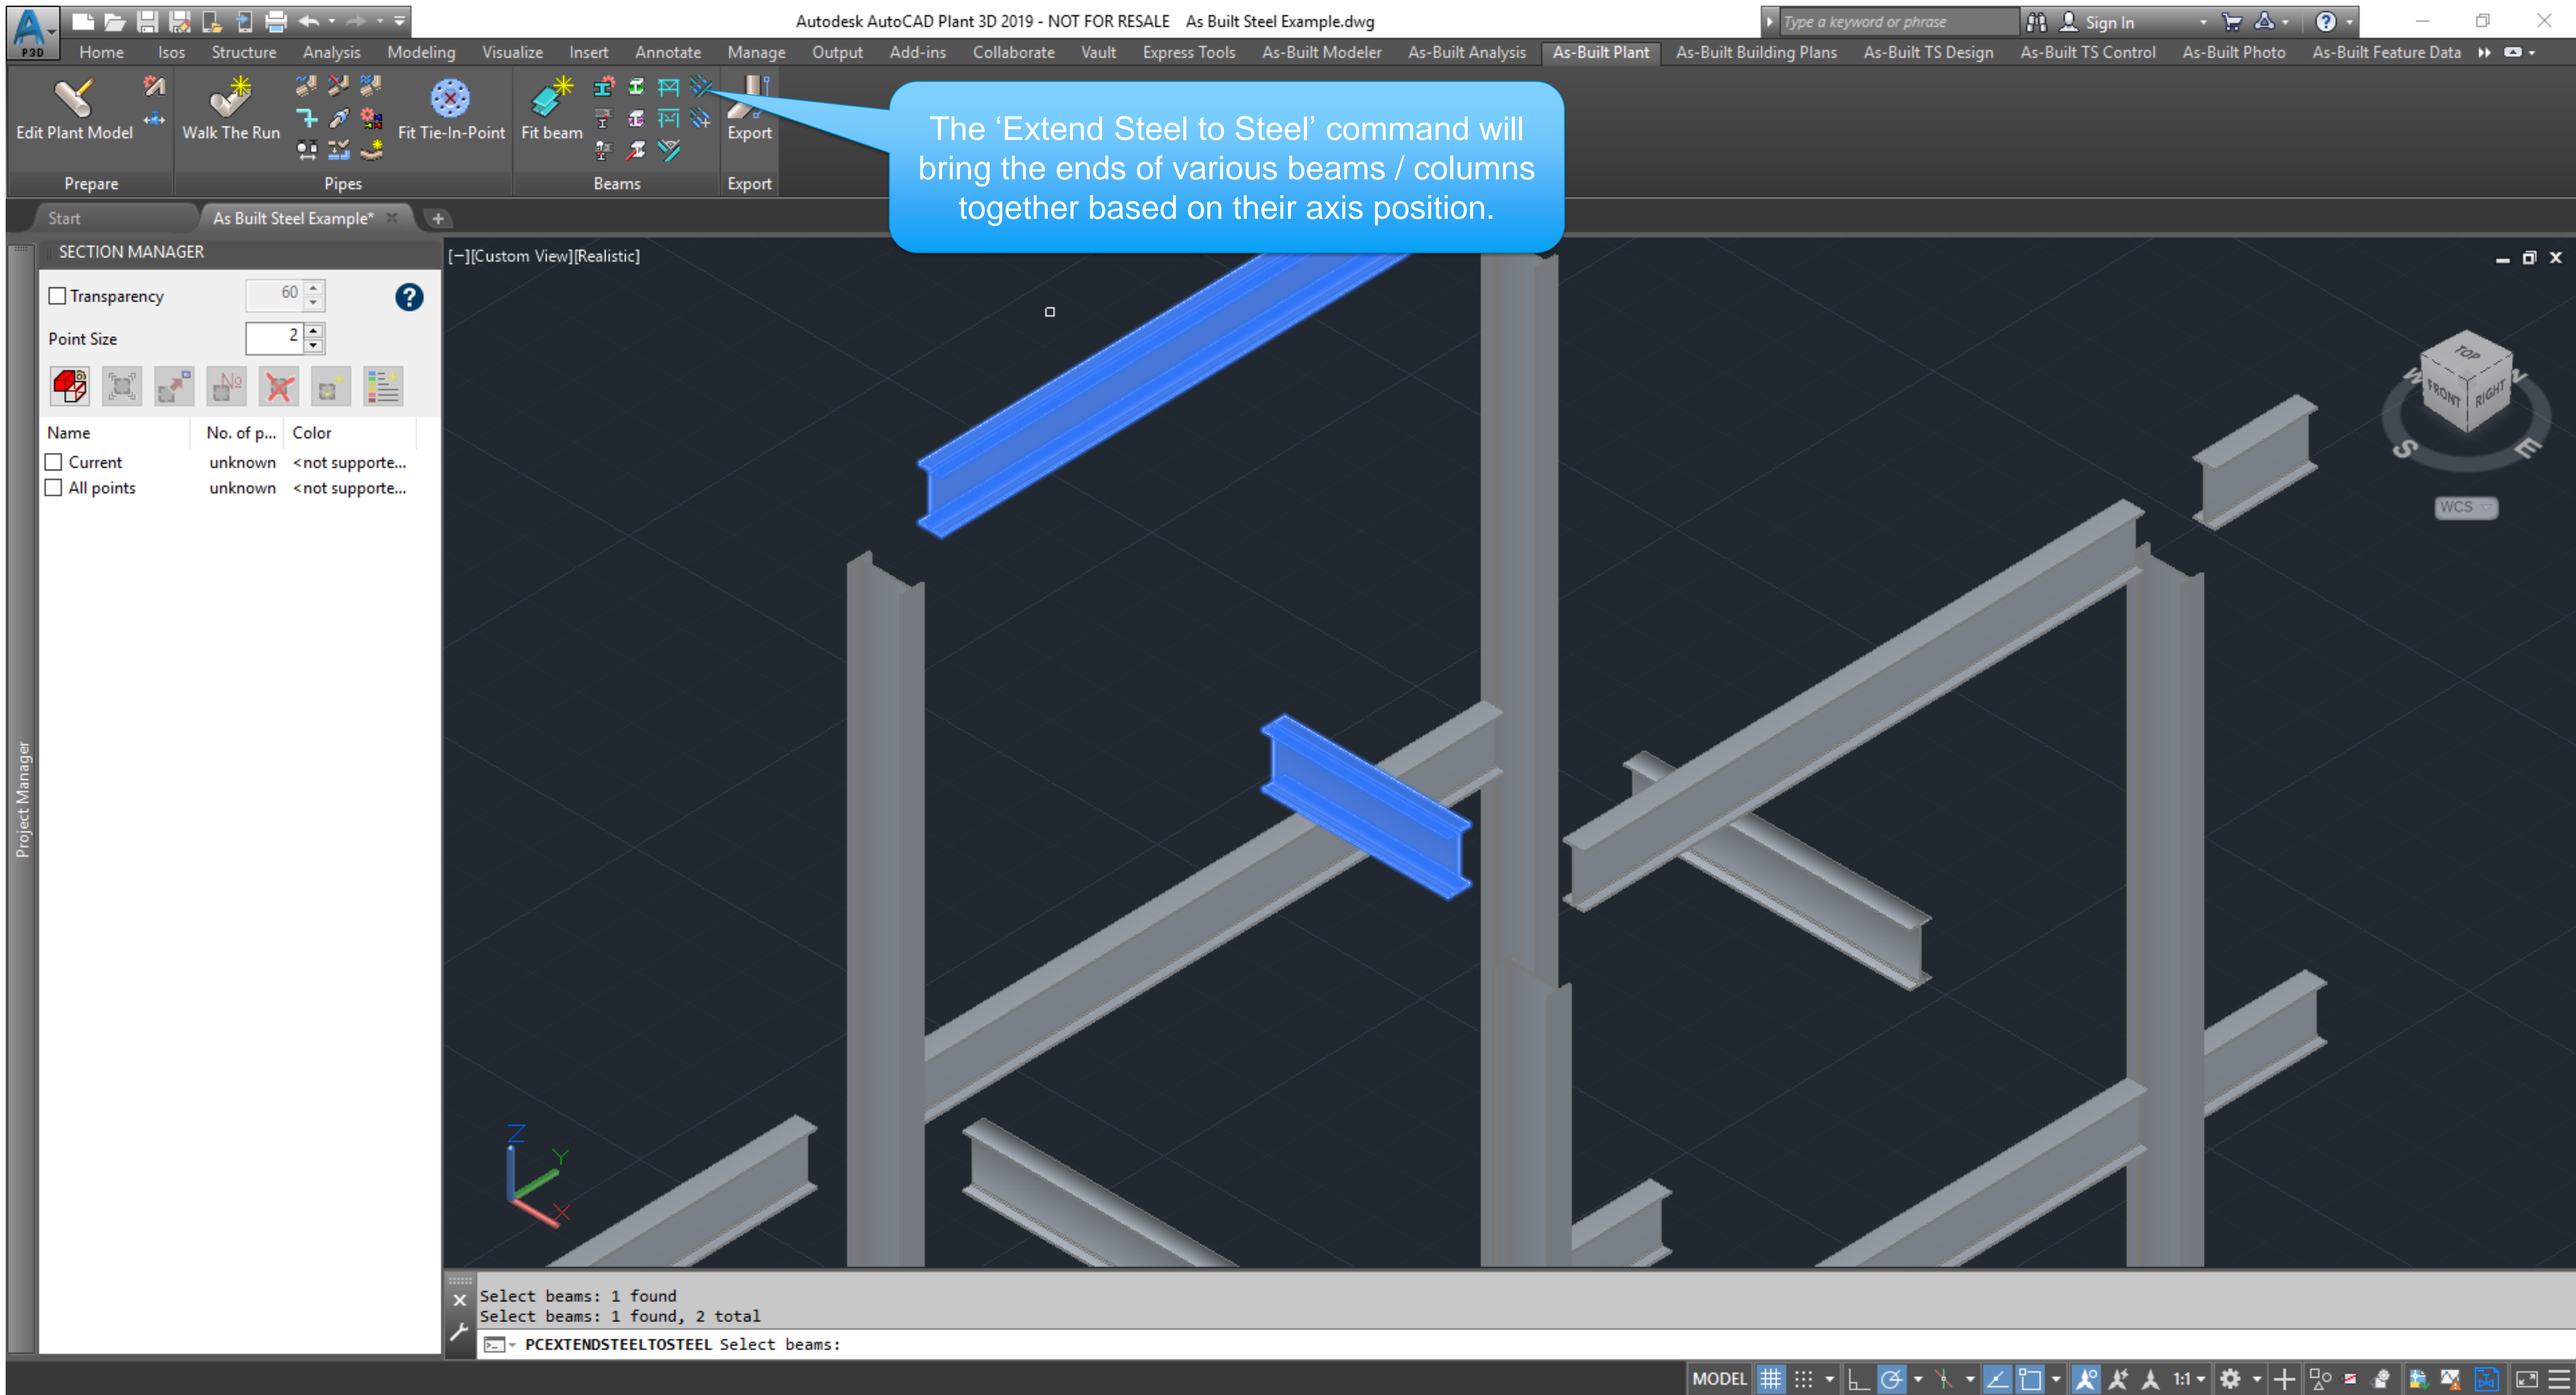 Autodesk AutoCAD Plant 3D 2019 - NOT FOR RESALE As Built Steel Example.dwg
Type a keyword or phrase
Sign In
P3D
Home Isos Structure Analysis Modeling Visualize Insert Annotate Manage Output Add-ins Collaborate Vault Express Tools As-Built Modeler As-Built Analysis As-Built Plant As-Built Building Plans As-Built TS Design As-Built TS Control As-Built Photo As-Built Feature Data
Edit Plant Model
Walk The Run
Fit Tie-In-Point
Fit beam
Export
Prepare Pipes Beams Export
The ‘Extend Steel to Steel’ command will
bring the ends of various beams / columns
together based on their axis position.
Start As Built Steel Example*
SECTION MANAGER
Transparency 60
Point Size 2
Name No. of p... Color
Current unknown <not supporte...
All points unknown <not supporte...
Project Manager
[−][Custom View][Realistic]
TOP
FRONT
RIGHT
W
N
S
E
WCS
Z
Y
X
Select beams: 1 found
Select beams: 1 found, 2 total
PCEXTENDSTEELTOSTEEL Select beams:
MODEL
1:1